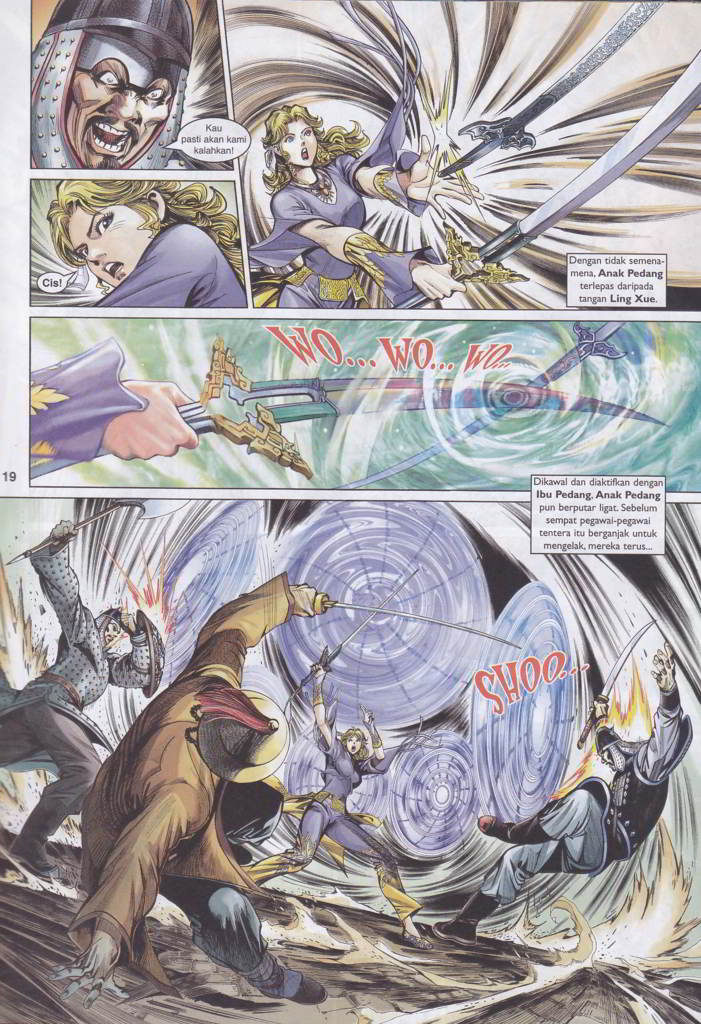 Kau
pasti akan kami
kalahkan!
Cis!
Dengan tidak semena-
mena, Anak Pedang
terlepas daripada
tangan Ling Xue.
WO... WO... WO...
19
Dikawal dan diaktifkan dengan
Ibu Pedang, Anak Pedang
pun berputar ligat. Sebelum
sempat pegawai-pegawai
tentera itu berganjak untuk
mengelak, mereka terus...
SHOO...